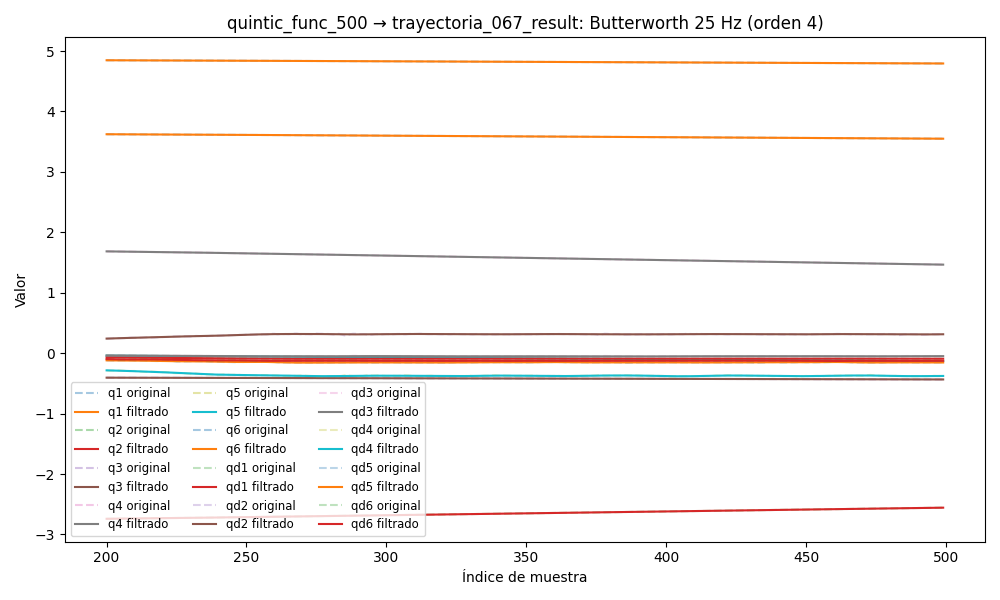 quintic_func_500 → trayectoria_067_result: Butterworth 25 Hz (orden 4)
5
4
3
2
1
0
−1
−2
−3
Valor
q1 original
q1 filtrado
q2 original
q2 filtrado
q3 original
q3 filtrado
q4 original
q4 filtrado
q5 original
q5 filtrado
q6 original
q6 filtrado
qd1 original
qd1 filtrado
qd2 original
qd2 filtrado
qd3 original
qd3 filtrado
qd4 original
qd4 filtrado
qd5 original
qd5 filtrado
qd6 original
qd6 filtrado
200 250 300 350 400 450 500
Índice de muestra